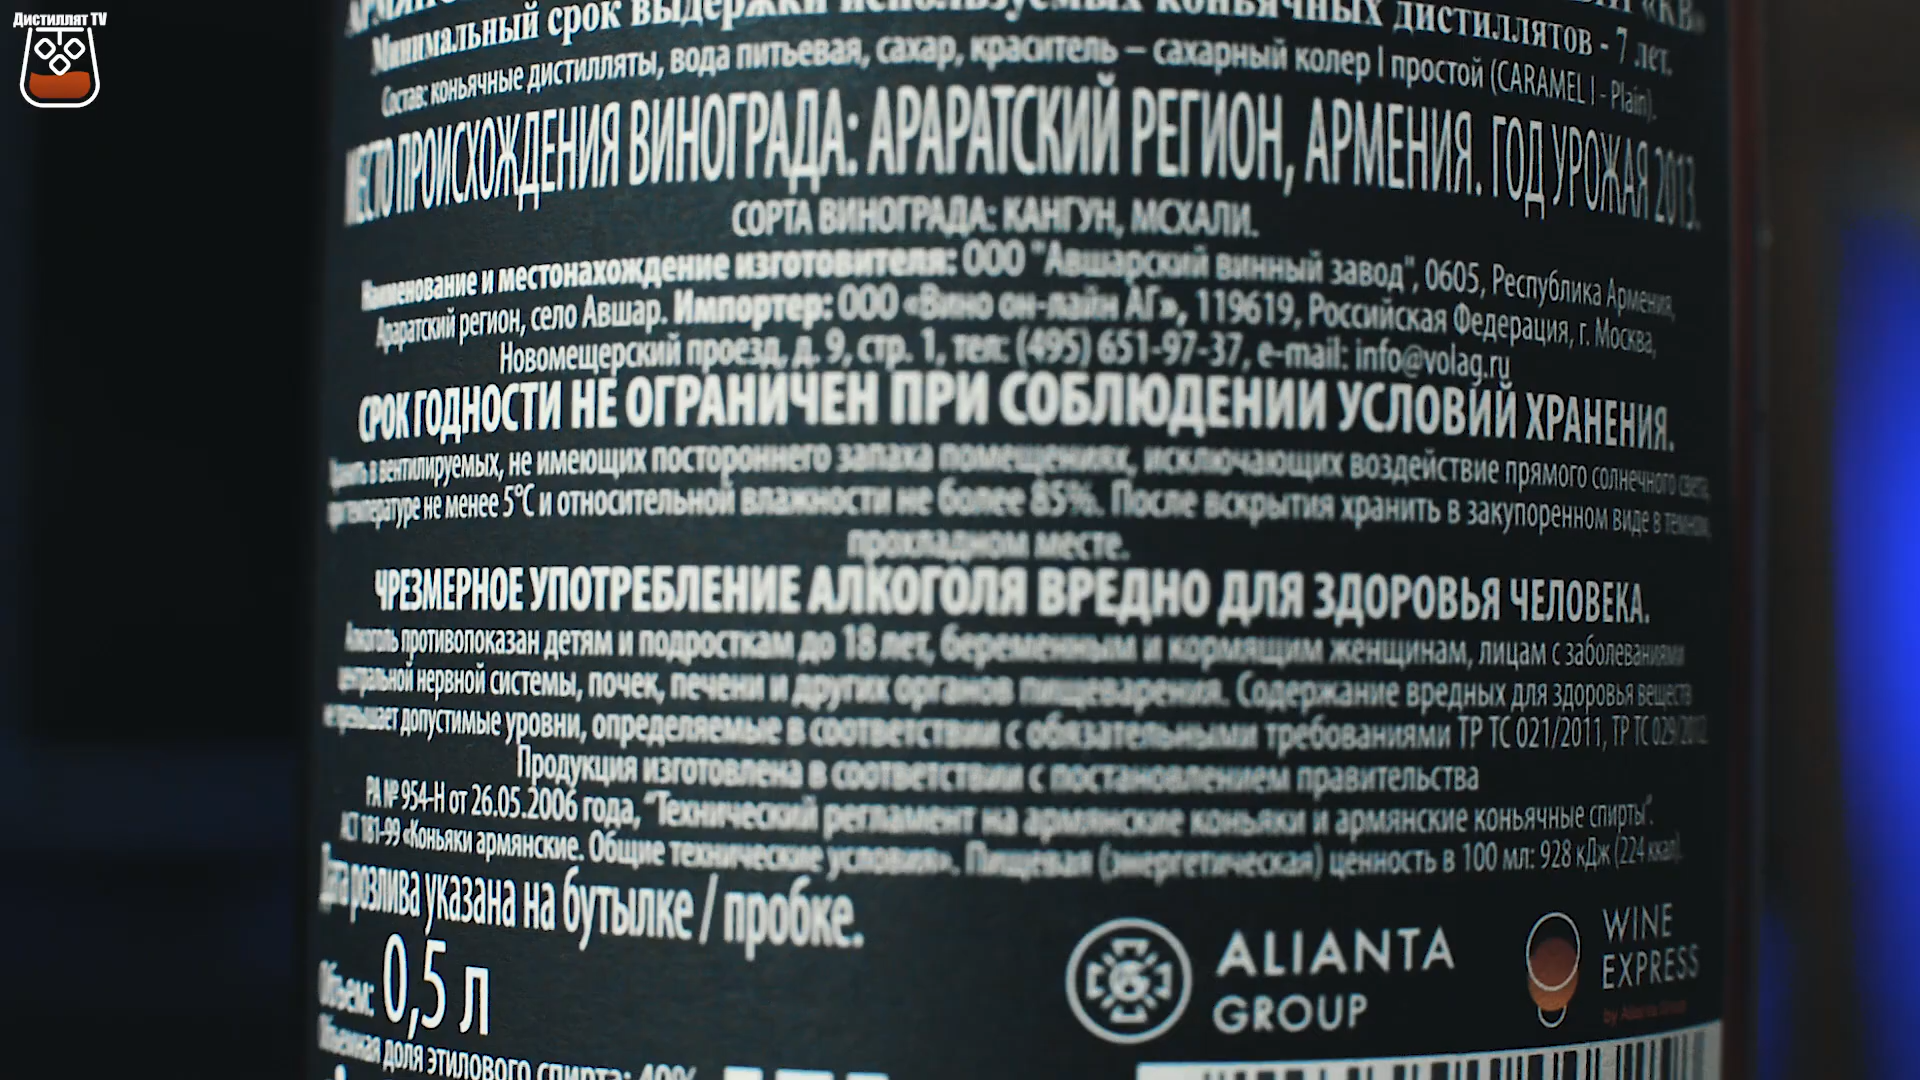 Дистиллят TV
«КВ»
Минимальный срок выдержки используемых коньячных дистиллятов - 7 лет.
Состав: коньячные дистилляты, вода питьевая, сахар, краситель – сахарный колер I простой (CARAMEL I - Plain).
МЕСТО ПРОИСХОЖДЕНИЯ ВИНОГРАДА: АРАРАТСКИЙ РЕГИОН, АРМЕНИЯ. ГОД УРОЖАЯ 2013.
СОРТА ВИНОГРАДА: КАНГУН, МСХАЛИ.
Наименование и местонахождение изготовителя: ООО "Авшарский винный завод", 0605, Республика Армения,
Араратский регион, село Авшар. Импортер: ООО «Вино он-лайн АГ», 119619, Российская Федерация, г. Москва,
Новомещерский проезд, д. 9, стр. 1, тел: (495) 651-97-37, e-mail: info@volag.ru
СРОК ГОДНОСТИ НЕ ОГРАНИЧЕН ПРИ СОБЛЮДЕНИИ УСЛОВИЙ ХРАНЕНИЯ.
Хранить в вентилируемых, не имеющих постороннего запаха помещениях, исключающих воздействие прямого солнечного света,
при температуре не менее 5°С и относительной влажности не более 85%. После вскрытия хранить в закупоренном виде в темном,
прохладном месте.
ЧРЕЗМЕРНОЕ УПОТРЕБЛЕНИЕ АЛКОГОЛЯ ВРЕДНО ДЛЯ ЗДОРОВЬЯ ЧЕЛОВЕКА.
Алкоголь противопоказан детям и подросткам до 18 лет, беременным и кормящим женщинам, лицам с заболеваниями
центральной нервной системы, почек, печени и других органов пищеварения. Содержание вредных для здоровья веществ
не превышает допустимые уровни, определяемые в соответствии с обязательными требованиями ТР ТС 021/2011, ТР ТС 029/2012.
Продукция изготовлена в соответствии с постановлением правительства
РА № 954-Н от 26.05.2006 года, “Технический регламент на армянские коньяки и армянские коньячные спирты”.
АСТ 181-99 «Коньяки армянские. Общие технические условия». Пищевая (энергетическая) ценность в 100 мл: 928 кДж (224 ккал).
Дата розлива указана на бутылке / пробке.
Объем: 0,5 л
ALIANTA
GROUP
WINE
EXPRESS
by Alianta Group
Объемная доля этилового спирта: 40%